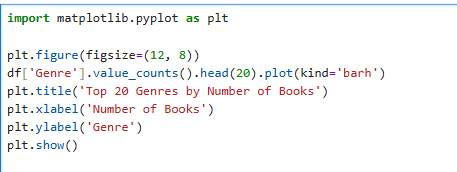 import matplotlib.pyplot as plt
plt.figure(figsize=(12, 8))
df['Genre'].value_counts().head(20).plot(kind='barh')
plt.title('Top 20 Genres by Number of Books')
plt.xlabel('Number of Books')
plt.ylabel('Genre')
plt.show()